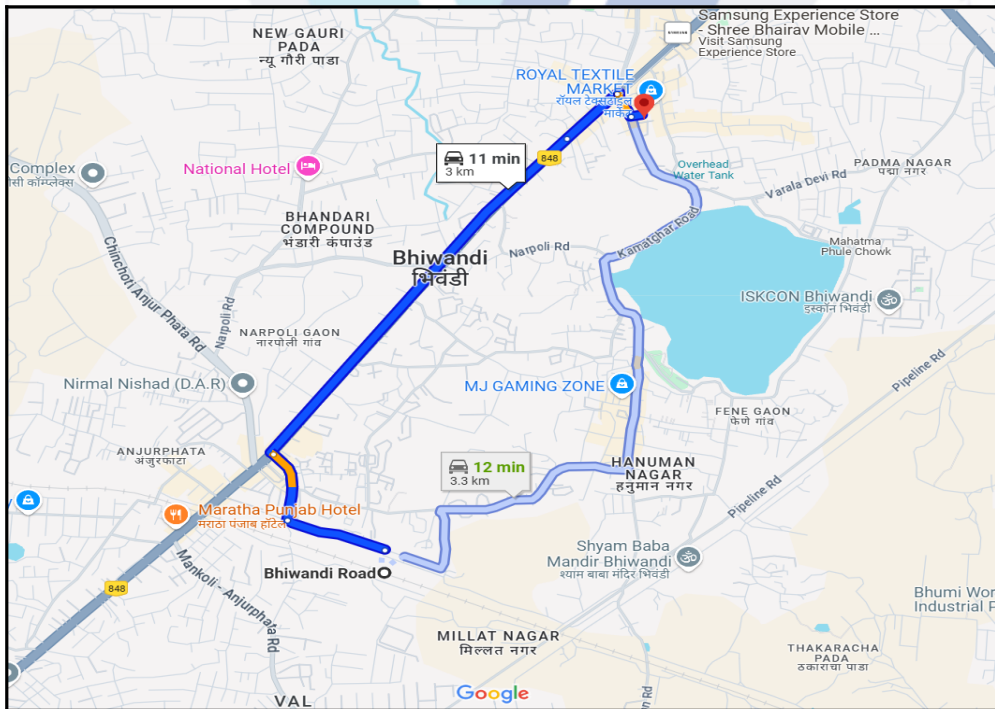 Samsung Experience Store
- Shree Bhairav Mobile ...
Visit Samsung
Experience Store
NEW GAURI
PADA
न्यू गौरी पाडा
ROYAL TEXTILE
MARKET
रॉयल टेक्सटाईल
मार्केट
11 min
3 km
848
National Hotel
Complex
सी कॉम्प्लेक्स
Overhead
Water Tank
PADMA NAGAR
पद्मा नगर
Varala Devi Rd
BHANDARI
COMPOUND
भंडारी कंपाउंड
Kamatghar Road
Narpoli Rd
Mahatma
Phule Chowk
Bhiwandi
भिवंडी
Chinchori Anjur Phata Rd
ISKCON Bhiwandi
इस्कॉन भिवंडी
Narpoli Rd
NARPOLI GAON
नारपोली गांव
Pipeline Rd
Nirmal Nishad (D.A.R)
MJ GAMING ZONE
FENE GAON
फेणे गांव
ANJURPHATA
अंजुरफाटा
12 min
3.3 km
HANUMAN
NAGAR
हनुमान नगर
Pipeline Rd
Maratha Punjab Hotel
मराठा पंजाब हॉटेल
Shyam Baba
Mandir Bhiwandi
श्याम बाबा मंदिर भिवंडी
Bhiwandi Road
848
Mankoli - Anjurphata Rd
Bhumi Wor
Industrial P
MILLAT NAGAR
मिल्लत नगर
THAKARACHA
PADA
ठकाराचा पाडा
VAL
Google